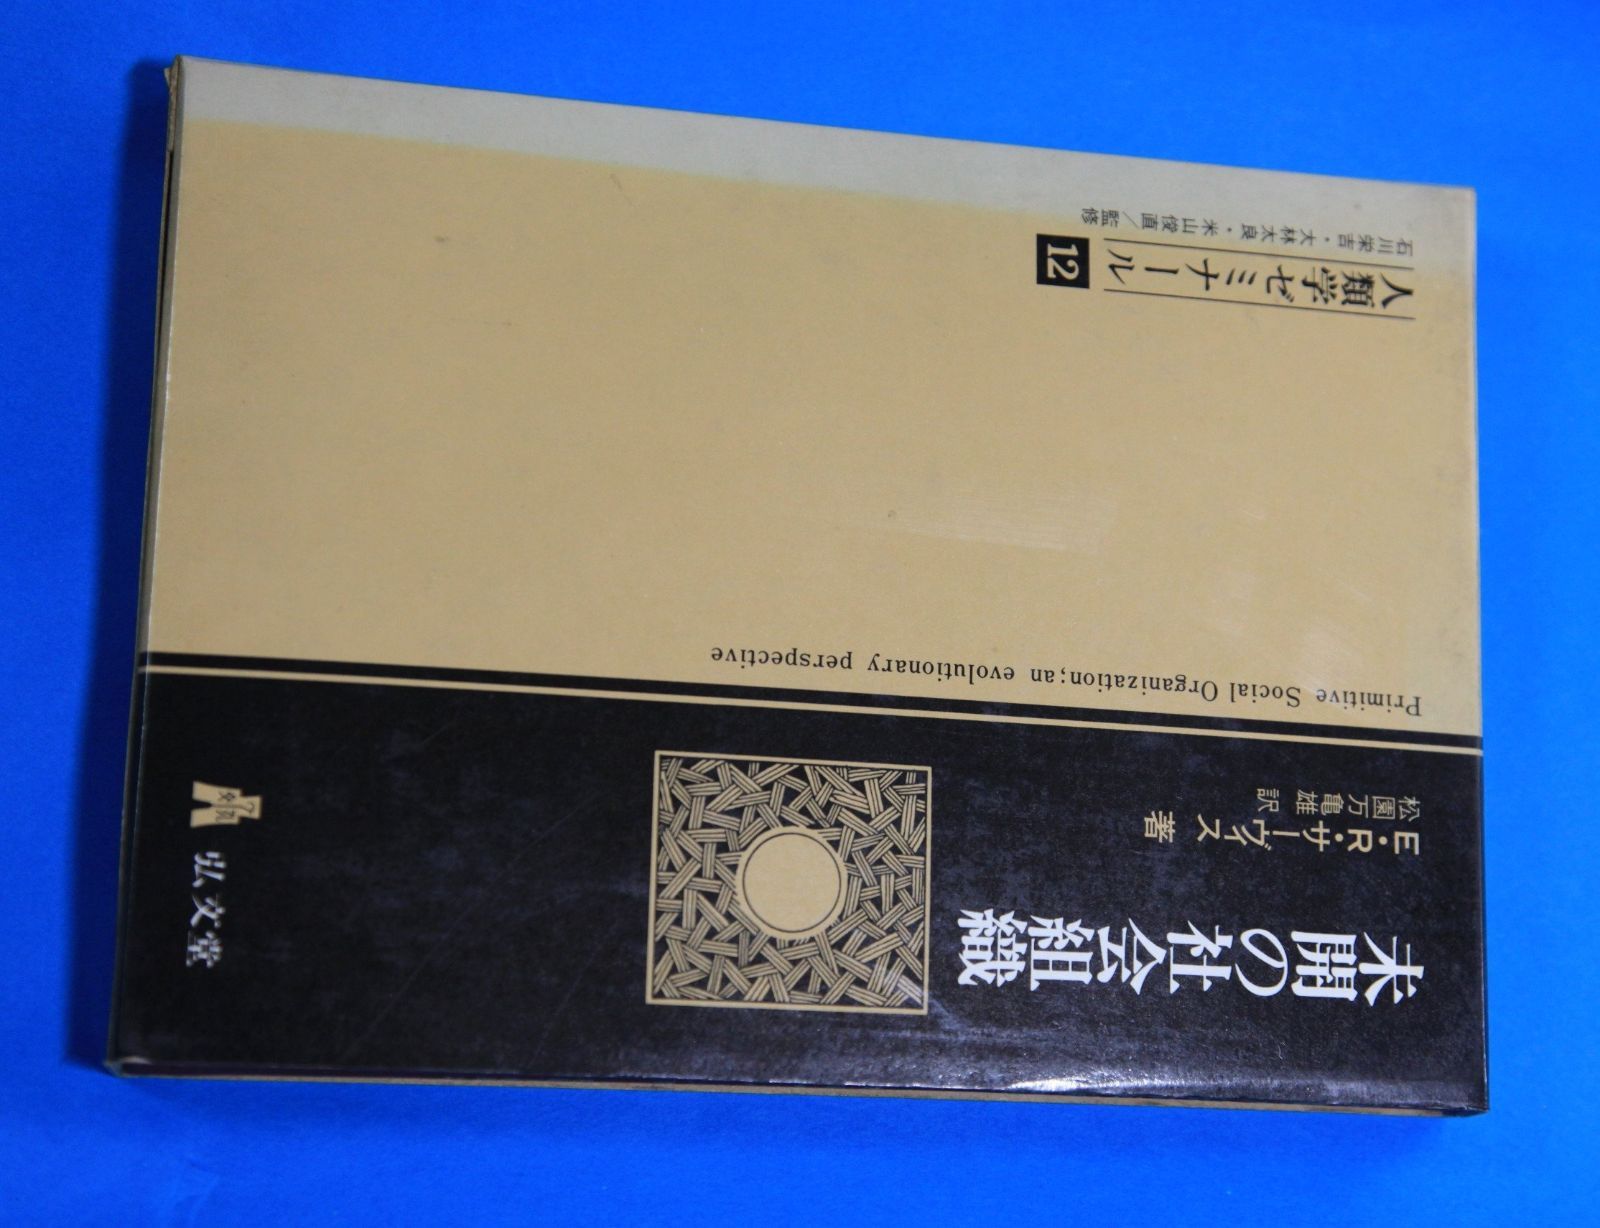 石川栄吉・大林太良・米山俊直／監修
人類学ゼミナール
12
Primitive Social Organization; an evolutionary perspective
松園万亀雄 訳
E・R・サーヴィス 著
未開の社会組織
弘文堂